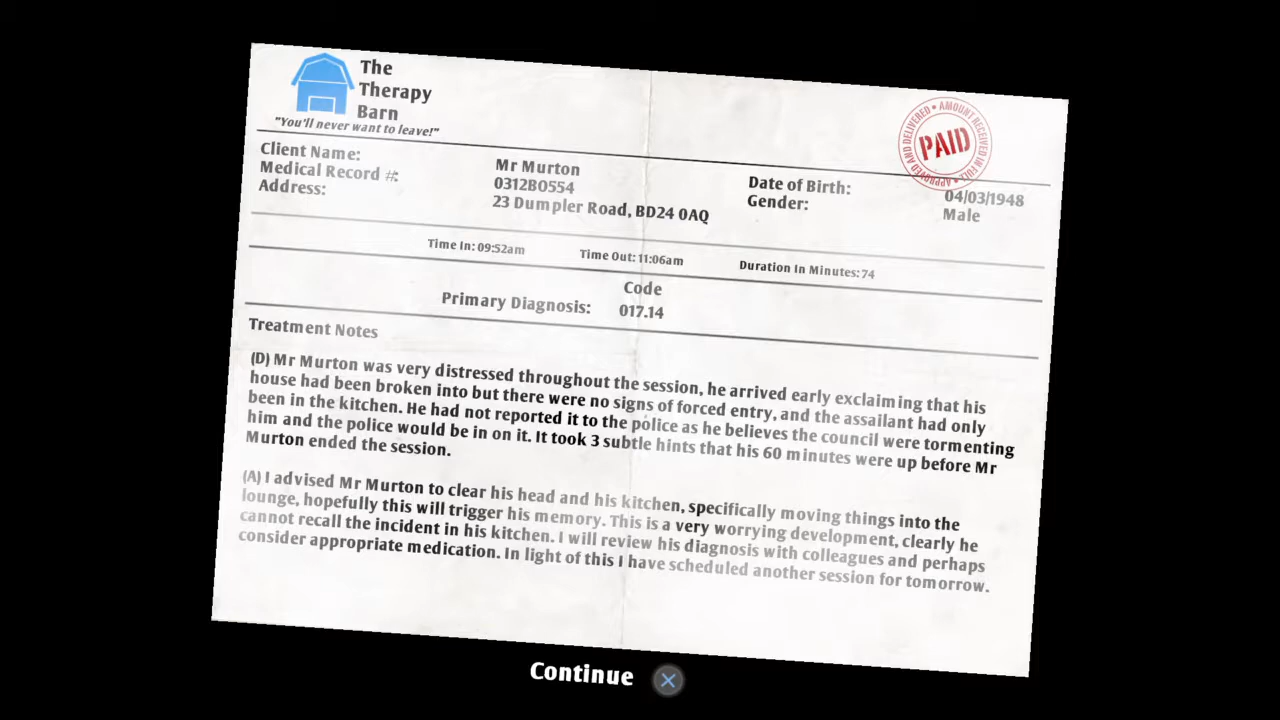 The
Therapy
Barn
"You'll never want to leave!"
AMOUNT RECEIVED IN FULL • APPROVED AND DELIVERED •
PAID
Client Name: Mr Murton Date of Birth: 04/03/1948
Medical Record #: 0312B0554 Gender: Male
Address: 23 Dumpler Road, BD24 0AQ
Time In: 09:52am Time Out: 11:06am Duration In Minutes: 74
Code
Primary Diagnosis: 017.14
Treatment Notes
(D) Mr Murton was very distressed throughout the session, he arrived early exclaiming that his
house had been broken into but there were no signs of forced entry, and the assailant had only
been in the kitchen. He had not reported it to the police as he believes the council were tormenting
him and the police would be in on it. It took 3 subtle hints that his 60 minutes were up before Mr
Murton ended the session.
(A) I advised Mr Murton to clear his head and his kitchen, specifically moving things into the
lounge, hopefully this will trigger his memory. This is a very worrying development, clearly he
cannot recall the incident in his kitchen. I will review his diagnosis with colleagues and perhaps
consider appropriate medication. In light of this I have scheduled another session for tomorrow.
Continue